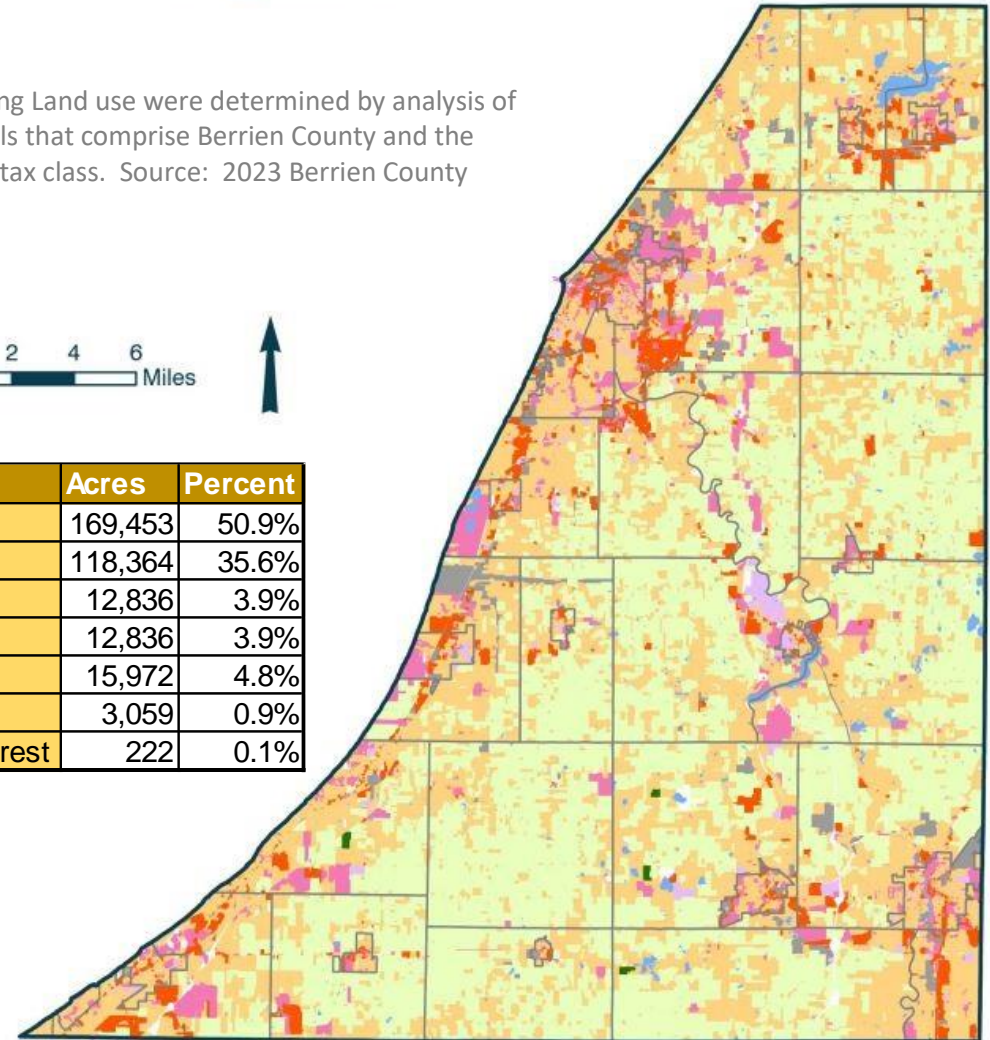 ng Land use were determined by analysis of
ls that comprise Berrien County and the
tax class. Source: 2023 Berrien County
2 4 6
Miles
Acres Percent
169,453 50.9%
118,364 35.6%
12,836 3.9%
12,836 3.9%
15,972 4.8%
3,059 0.9%
rest 222 0.1%